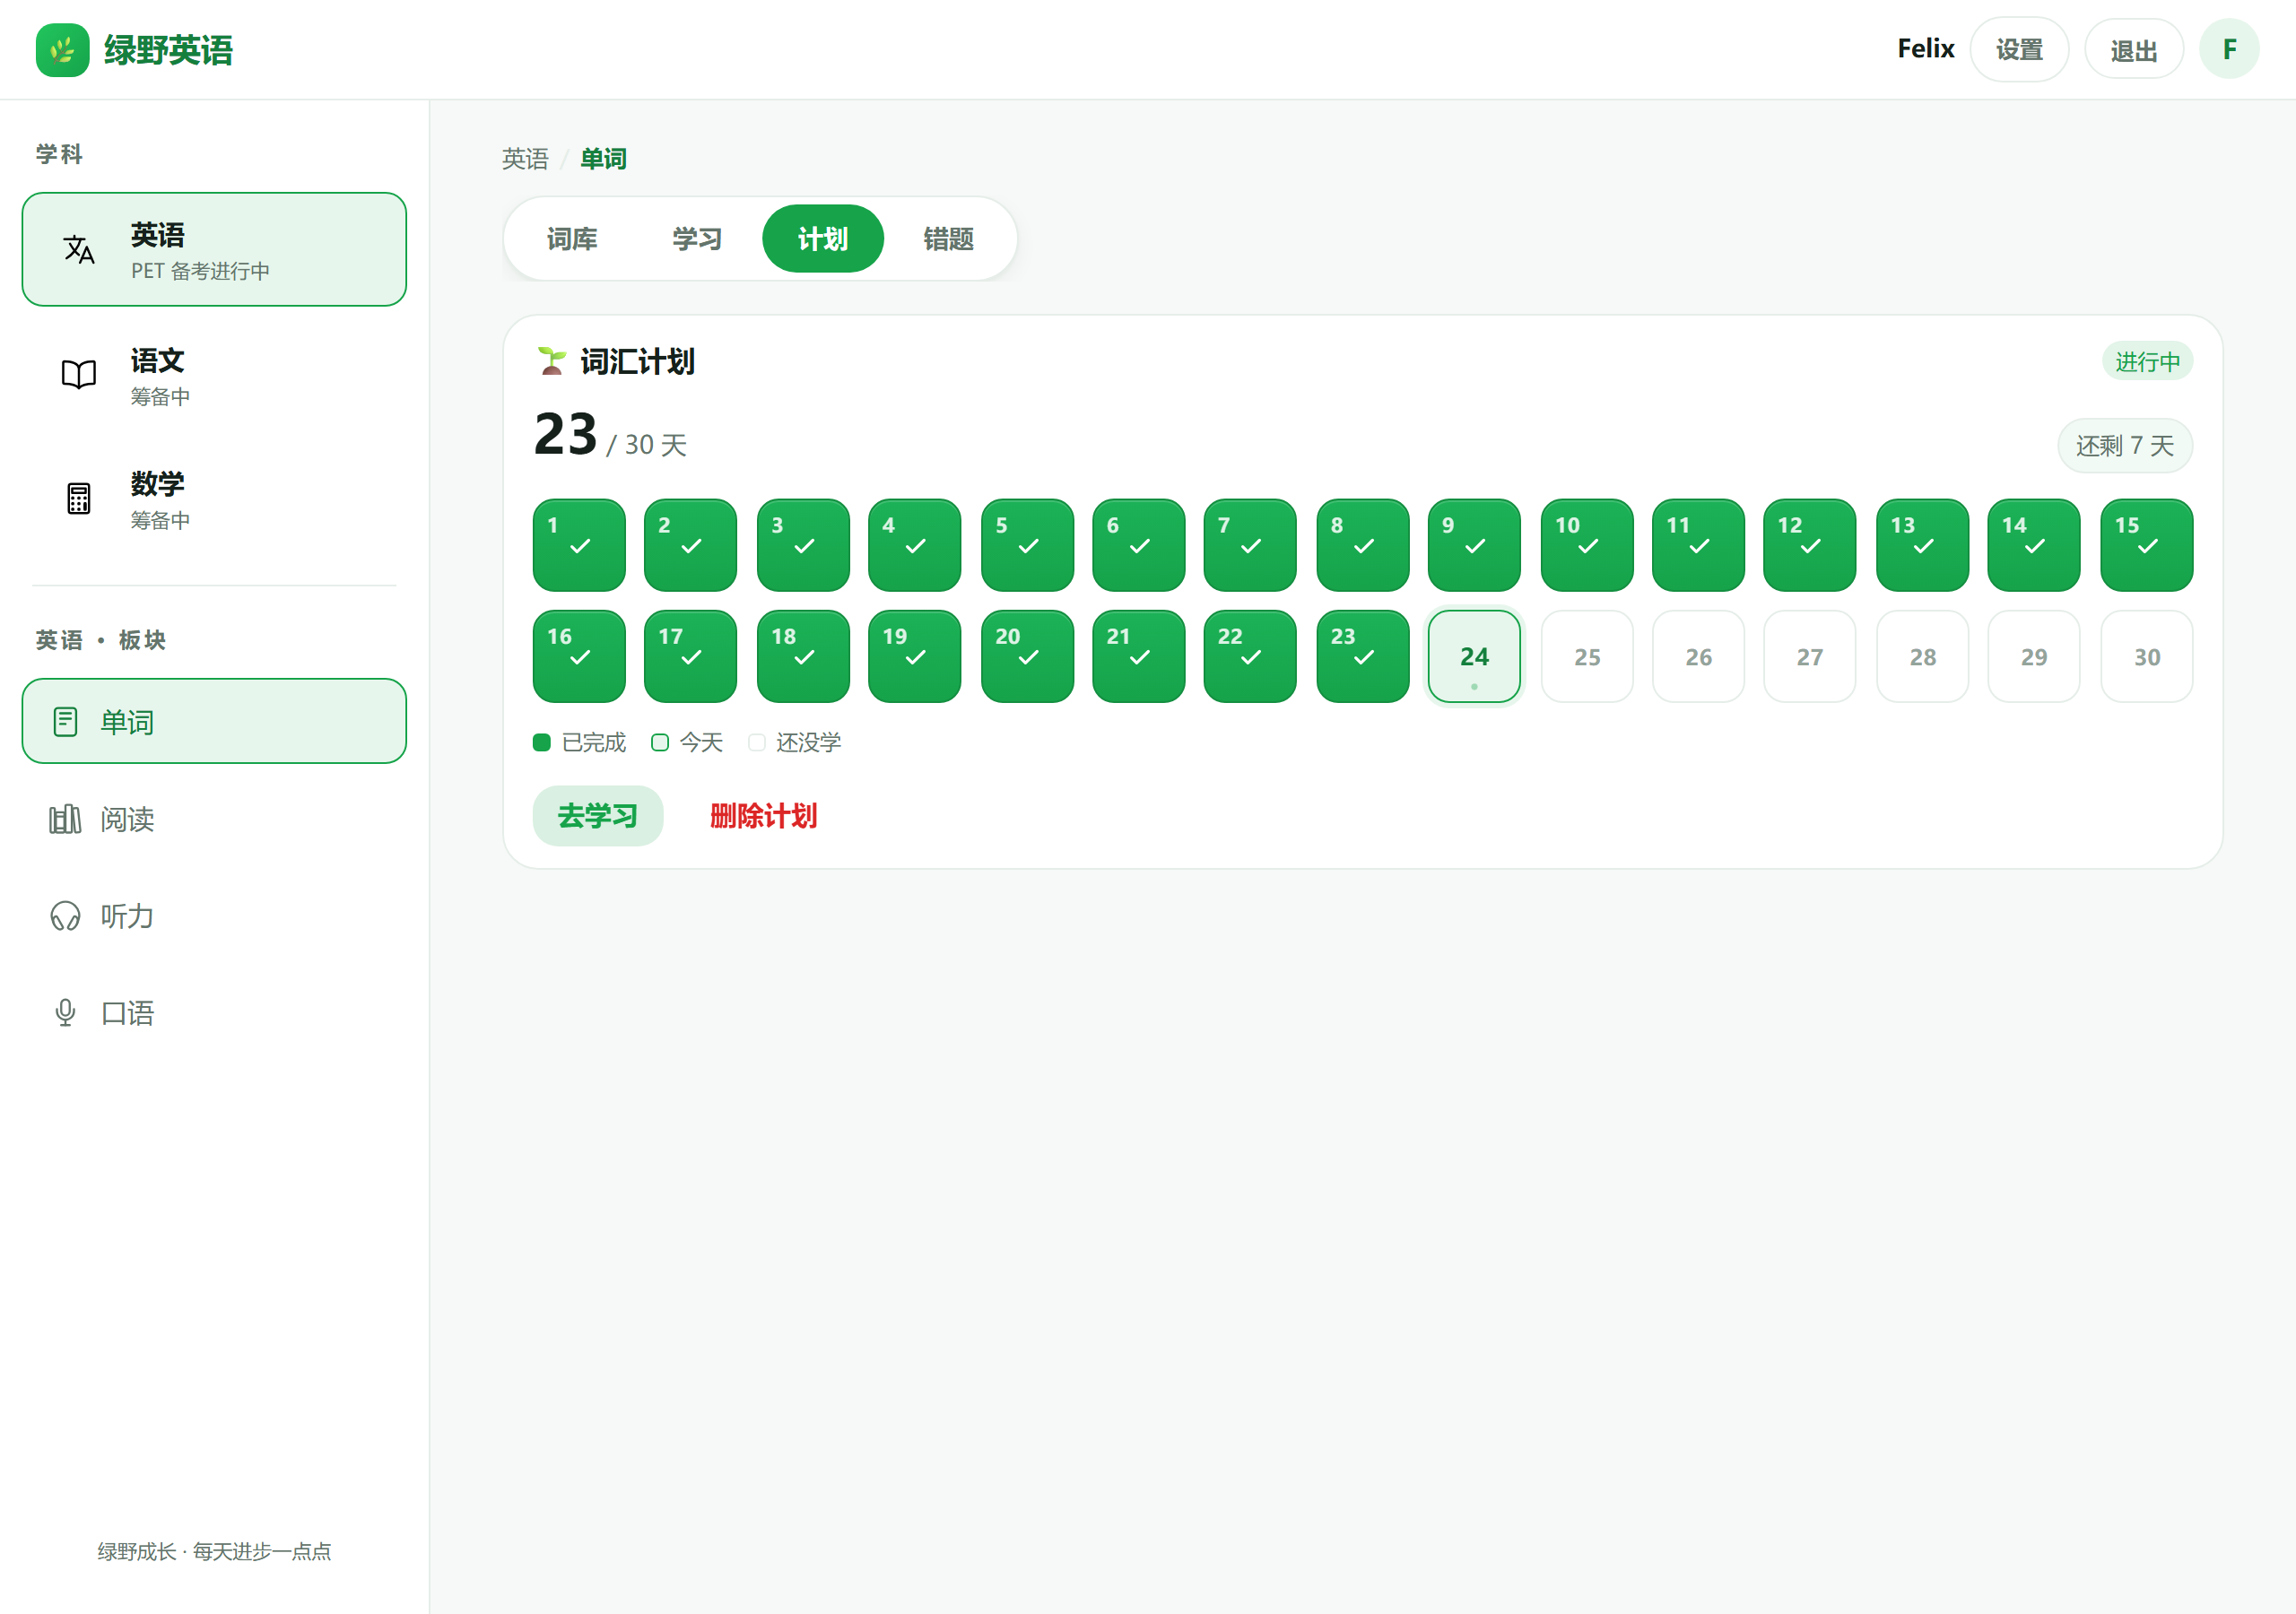 绿野英语
Felix 设置 退出 F
学科
英语
PET 备考进行中
语文
筹备中
数学
筹备中
英语 · 板块
单词
阅读
听力
口语
绿野成长 · 每天进步一点点
英语 / 单词
词库 学习 计划 错题
词汇计划 进行中
23 / 30 天 还剩 7 天
1 2 3 4 5 6 7 8 9 10 11 12 13 14 15
16 17 18 19 20 21 22 23 24 25 26 27 28 29 30
已完成 今天 还没学
去学习 删除计划